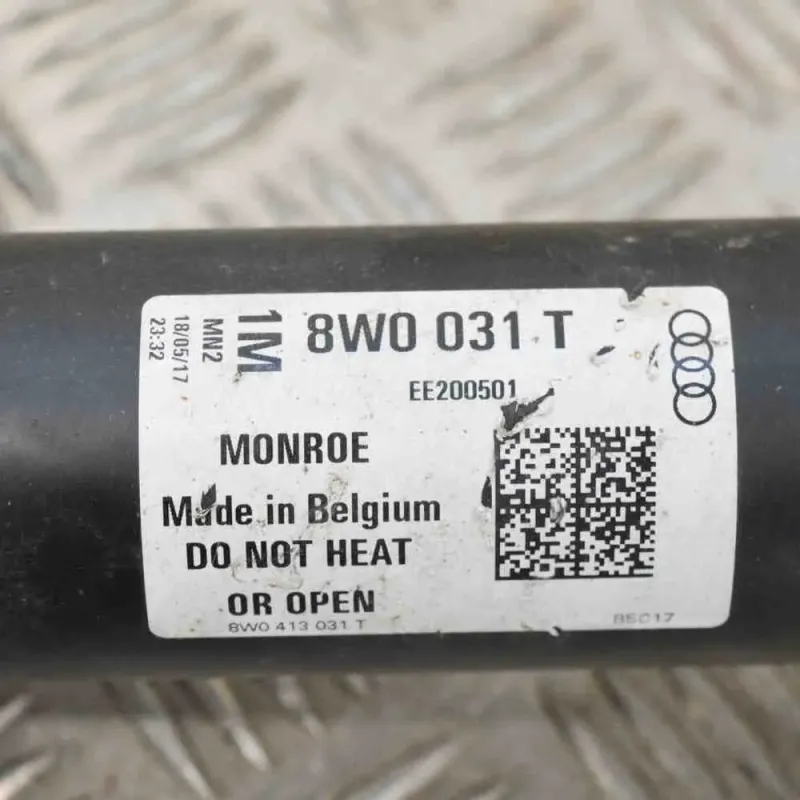 8W0 031 T
1M
MN2
18/05/17
23:32
EE200501
MONROE
Made in Belgium
DO NOT HEAT
OR OPEN
8W0 413 031 T